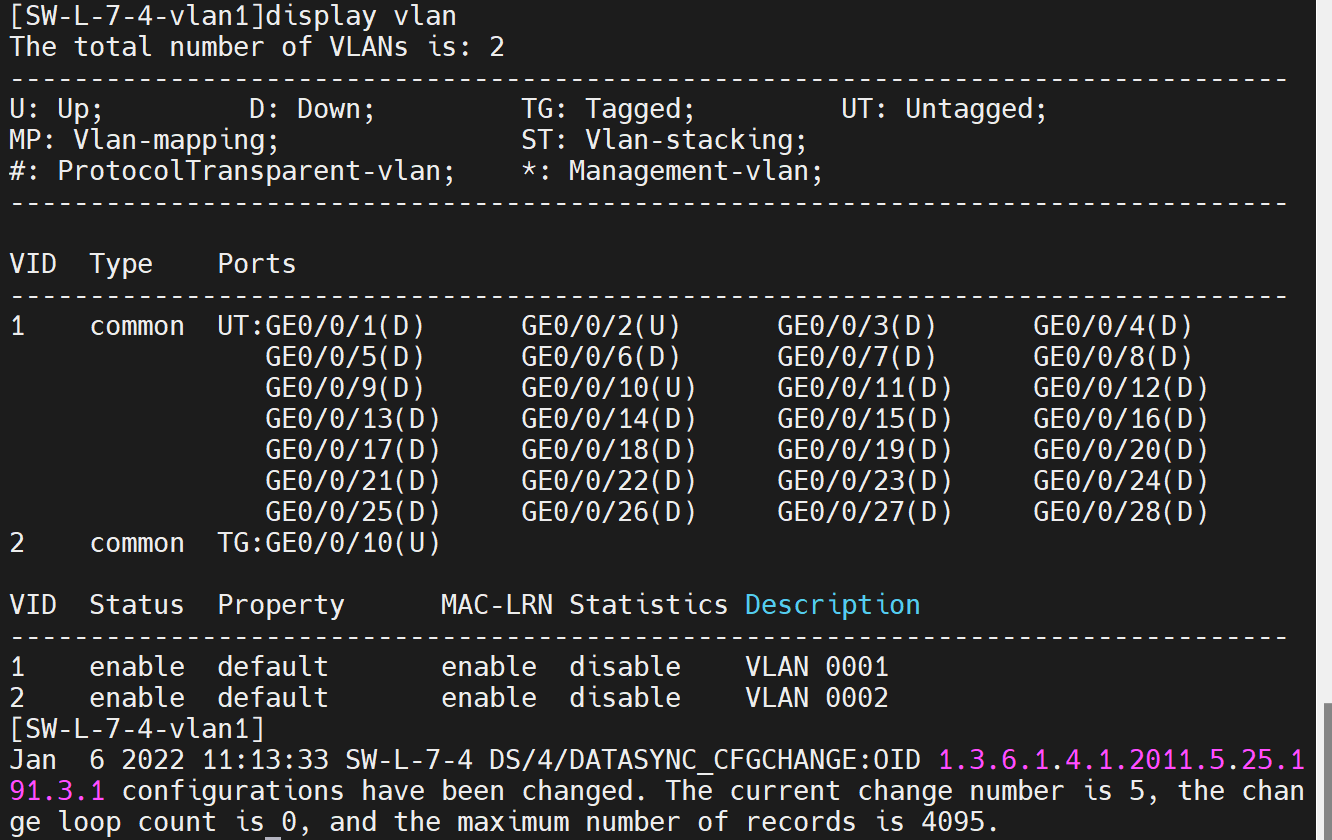 [SW-L-7-4-vlan1]display vlan
The total number of VLANs is: 2
--------------------------------------------------------------------------------
U: Up;         D: Down;         TG: Tagged;         UT: Untagged;
MP: Vlan-mapping;               ST: Vlan-stacking;
#: ProtocolTransparent-vlan;    *: Management-vlan;
--------------------------------------------------------------------------------

VID  Type    Ports
--------------------------------------------------------------------------------
1    common  UT:GE0/0/1(D)      GE0/0/2(U)      GE0/0/3(D)      GE0/0/4(D)
                GE0/0/5(D)      GE0/0/6(D)      GE0/0/7(D)      GE0/0/8(D)
                GE0/0/9(D)      GE0/0/10(U)     GE0/0/11(D)     GE0/0/12(D)
                GE0/0/13(D)     GE0/0/14(D)     GE0/0/15(D)     GE0/0/16(D)
                GE0/0/17(D)     GE0/0/18(D)     GE0/0/19(D)     GE0/0/20(D)
                GE0/0/21(D)     GE0/0/22(D)     GE0/0/23(D)     GE0/0/24(D)
                GE0/0/25(D)     GE0/0/26(D)     GE0/0/27(D)     GE0/0/28(D)
2    common  TG:GE0/0/10(U)

VID  Status  Property      MAC-LRN Statistics Description
--------------------------------------------------------------------------------
1    enable  default       enable  disable    VLAN 0001
2    enable  default       enable  disable    VLAN 0002
[SW-L-7-4-vlan1]
Jan  6 2022 11:13:33 SW-L-7-4 DS/4/DATASYNC_CFGCHANGE:OID 1.3.6.1.4.1.2011.5.25.1
91.3.1 configurations have been changed. The current change number is 5, the chan
ge loop count is 0, and the maximum number of records is 4095.